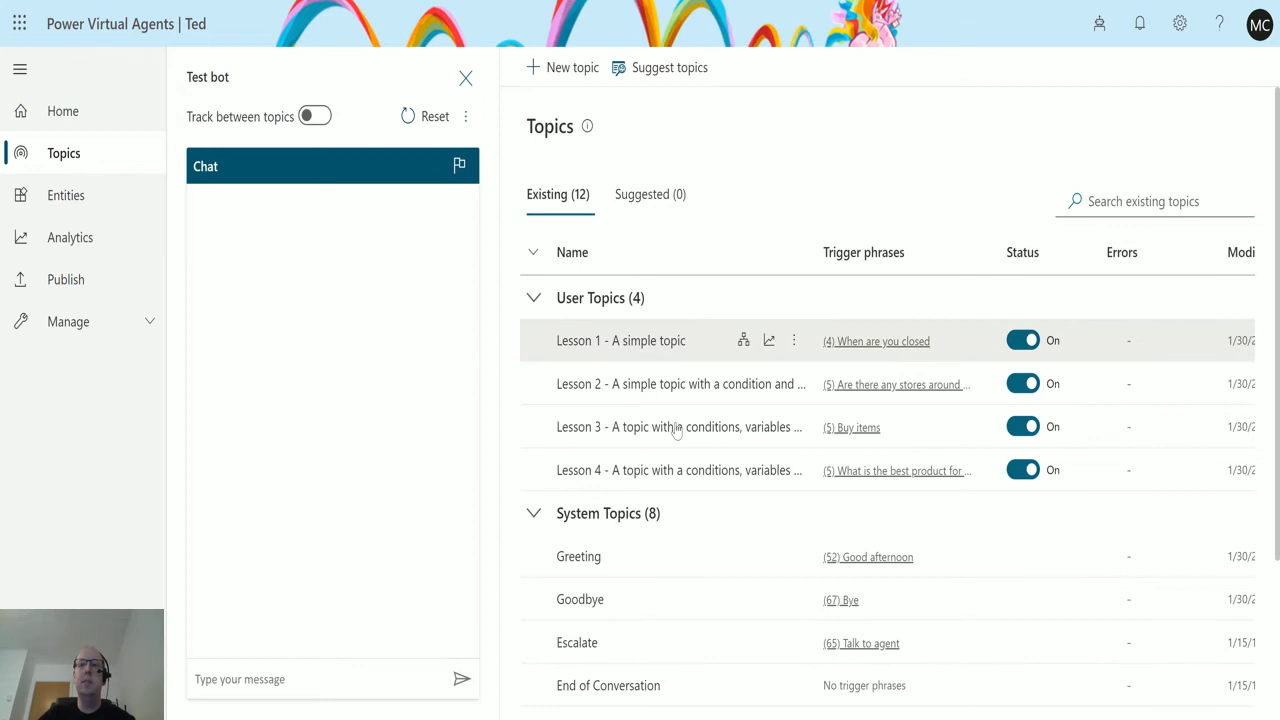 Power Virtual Agents | Ted
MC
Home
Topics
Entities
Analytics
Publish
Manage
Test bot
Track between topics
Reset
Chat
Type your message
New topic
Suggest topics
Topics
Existing (12)
Suggested (0)
Search existing topics
Name
Trigger phrases
Status
Errors
Modi
User Topics (4)
Lesson 1 - A simple topic
(4) When are you closed
On
-
1/30/2
Lesson 2 - A simple topic with a condition and ...
(5) Are there any stores around ...
On
-
1/30/2
Lesson 3 - A topic with conditions, variables ...
(5) Buy items
On
-
1/30/2
Lesson 4 - A topic with a conditions, variables ...
(5) What is the best product for ...
On
-
1/30/2
System Topics (8)
Greeting
(52) Good afternoon
-
1/30/2
Goodbye
(67) Bye
-
1/30/2
Escalate
(65) Talk to agent
-
1/15/1
End of Conversation
No trigger phrases
-
1/15/1